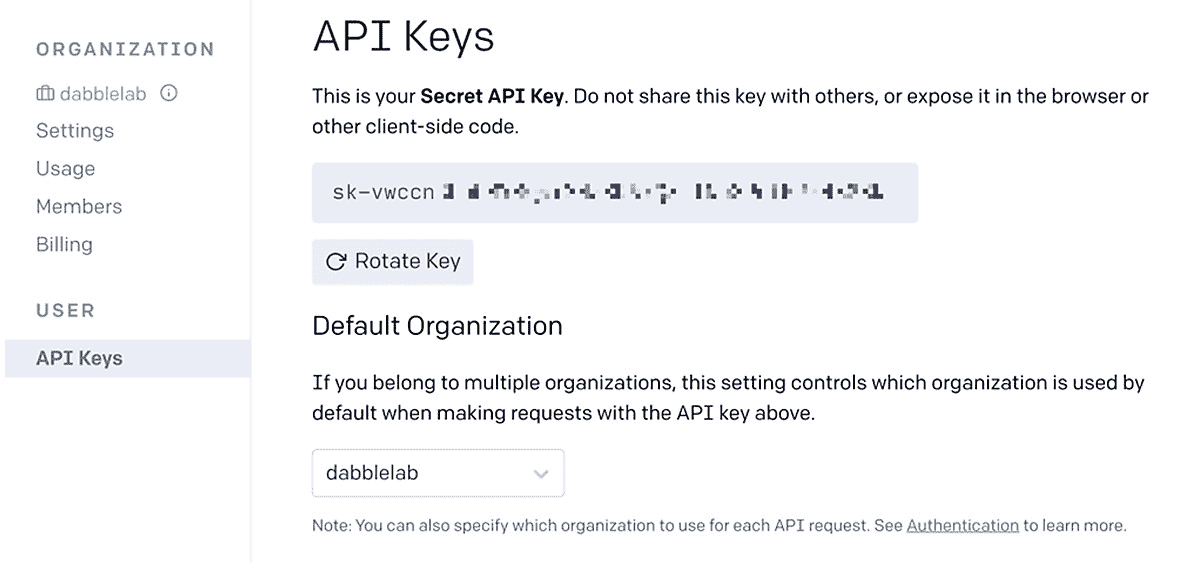 ORGANIZATION
dabblelab
Settings
Usage
Members
Billing
USER
API Keys
API Keys
This is your Secret API Key. Do not share this key with others, or expose it in the browser or
other client-side code.
sk-vwccn
Rotate Key
Default Organization
If you belong to multiple organizations, this setting controls which organization is used by
default when making requests with the API key above.
dabblelab
Note: You can also specify which organization to use for each API request. See Authentication to learn more.